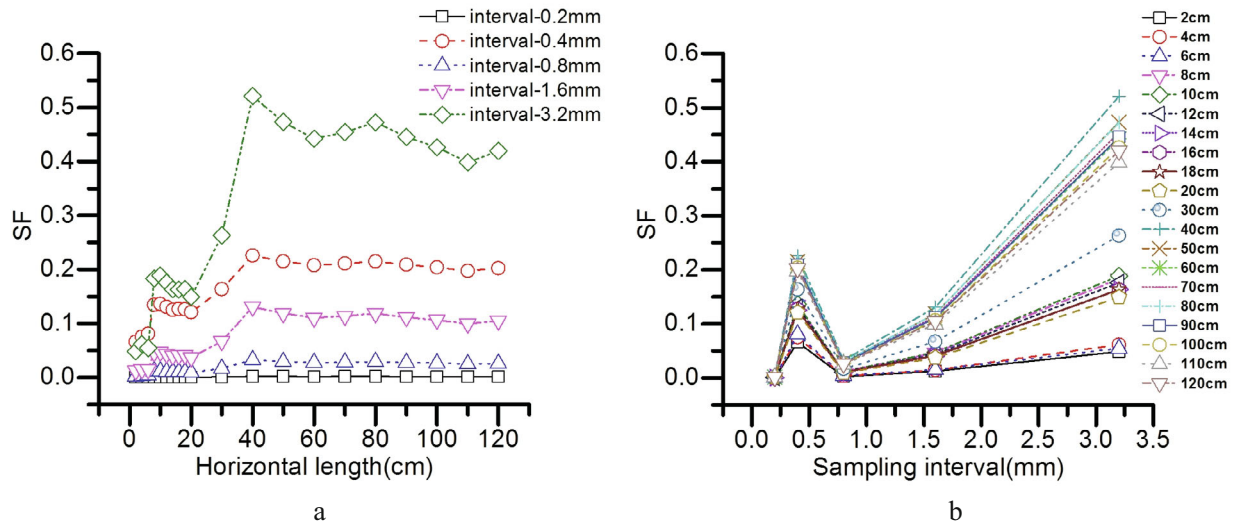 interval-0.2mm
interval-0.4mm
interval-0.8mm
interval-1.6mm
interval-3.2mm
0.6
0.5
0.4
0.3
0.2
0.1
0.0
SF
0 20 40 60 80 100 120
Horizontal length(cm)
a
2cm
4cm
6cm
8cm
10cm
12cm
14cm
16cm
18cm
20cm
30cm
40cm
50cm
60cm
70cm
80cm
90cm
100cm
110cm
120cm
0.6
0.5
0.4
0.3
0.2
0.1
0.0
SF
0.0 0.5 1.0 1.5 2.0 2.5 3.0 3.5
Sampling interval(mm)
b